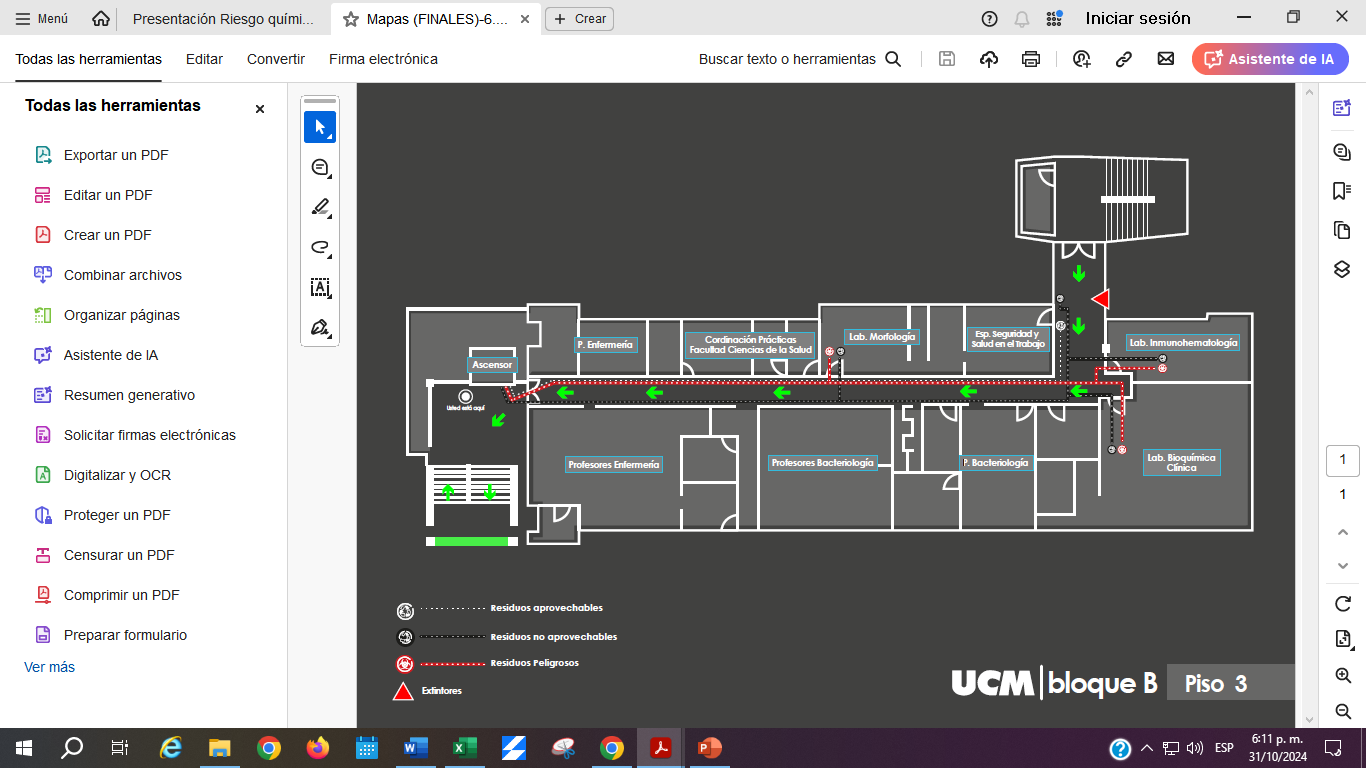 Menú
Presentación Riesgo quími...
Mapas (FINALES)-6....
Crear
Iniciar sesión
Todas las herramientas
Editar
Convertir
Firma electrónica
Buscar texto o herramientas
Asistente de IA
Todas las herramientas
Exportar un PDF
Editar un PDF
Crear un PDF
Combinar archivos
Organizar páginas
Asistente de IA
Resumen generativo
Solicitar firmas electrónicas
Digitalizar y OCR
Proteger un PDF
Censurar un PDF
Comprimir un PDF
Preparar formulario
Ver más
P. Enfermería
Cordinación Prácticas
Facultad Ciencias de la Salud
Lab. Morfología
Esp. Seguridad y
Salud en el Trabajo
Lab. Inmunohematología
Ascensor
Usted está aquí
Profesores Enfermería
Profesores Bacteriología
P. Bacteriología
Lab. Bioquímica
Clínica
Residuos aprovechables
Residuos no aprovechables
Residuos Peligrosos
Extintores
UCM bloque B Piso 3
1
1
ESP
6:11 p. m.
31/10/2024